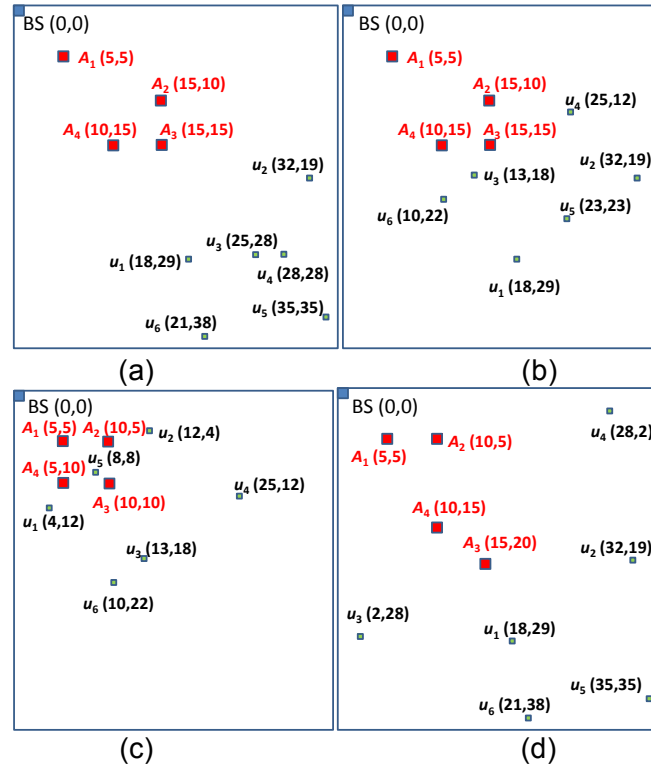 BS (0,0)
A1 (5,5)
A2 (15,10)
A4 (10,15)
A3 (15,15)
u2 (32,19)
u3 (25,28)
u1 (18,29)
u4 (28,28)
u5 (35,35)
u6 (21,38)
(a)
BS (0,0)
A1 (5,5)
A2 (15,10)
u4 (25,12)
A4 (10,15)
A3 (15,15)
u2 (32,19)
u3 (13,18)
u6 (10,22)
u5 (23,23)
u1 (18,29)
(b)
BS (0,0)
A1 (5,5)
A2 (10,5)
u2 (12,4)
u5 (8,8)
A4 (5,10)
A3 (10,10)
u4 (25,12)
u1 (4,12)
u3 (13,18)
u6 (10,22)
(c)
BS (0,0)
u4 (28,2)
A2 (10,5)
A1 (5,5)
A4 (10,15)
A3 (15,20)
u2 (32,19)
u3 (2,28)
u1 (18,29)
u5 (35,35)
u6 (21,38)
(d)